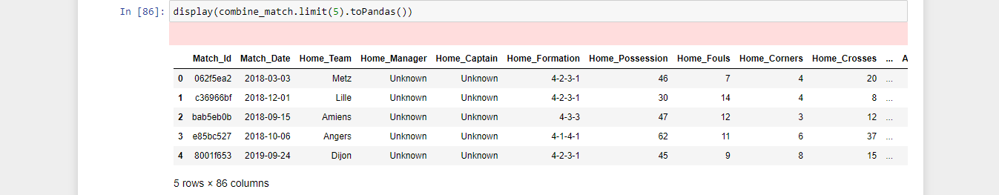 In [86]: display(combine_match.limit(5).toPandas())
Match_Id Match_Date Home_Team Home_Manager Home_Captain Home_Formation Home_Possession Home_Fouls Home_Corners Home_Crosses ... A
0 062f5ea2 2018-03-03 Metz Unknown Unknown 4-2-3-1 46 7 4 20 ...
1 c36966bf 2018-12-01 Lille Unknown Unknown 4-2-3-1 30 14 4 8 ...
2 bab5eb0b 2018-09-15 Amiens Unknown Unknown 4-3-3 47 12 3 12 ...
3 e85bc527 2018-10-06 Angers Unknown Unknown 4-1-4-1 62 11 6 37 ...
4 8001f653 2019-09-24 Dijon Unknown Unknown 4-2-3-1 45 9 8 15 ...
5 rows × 86 columns